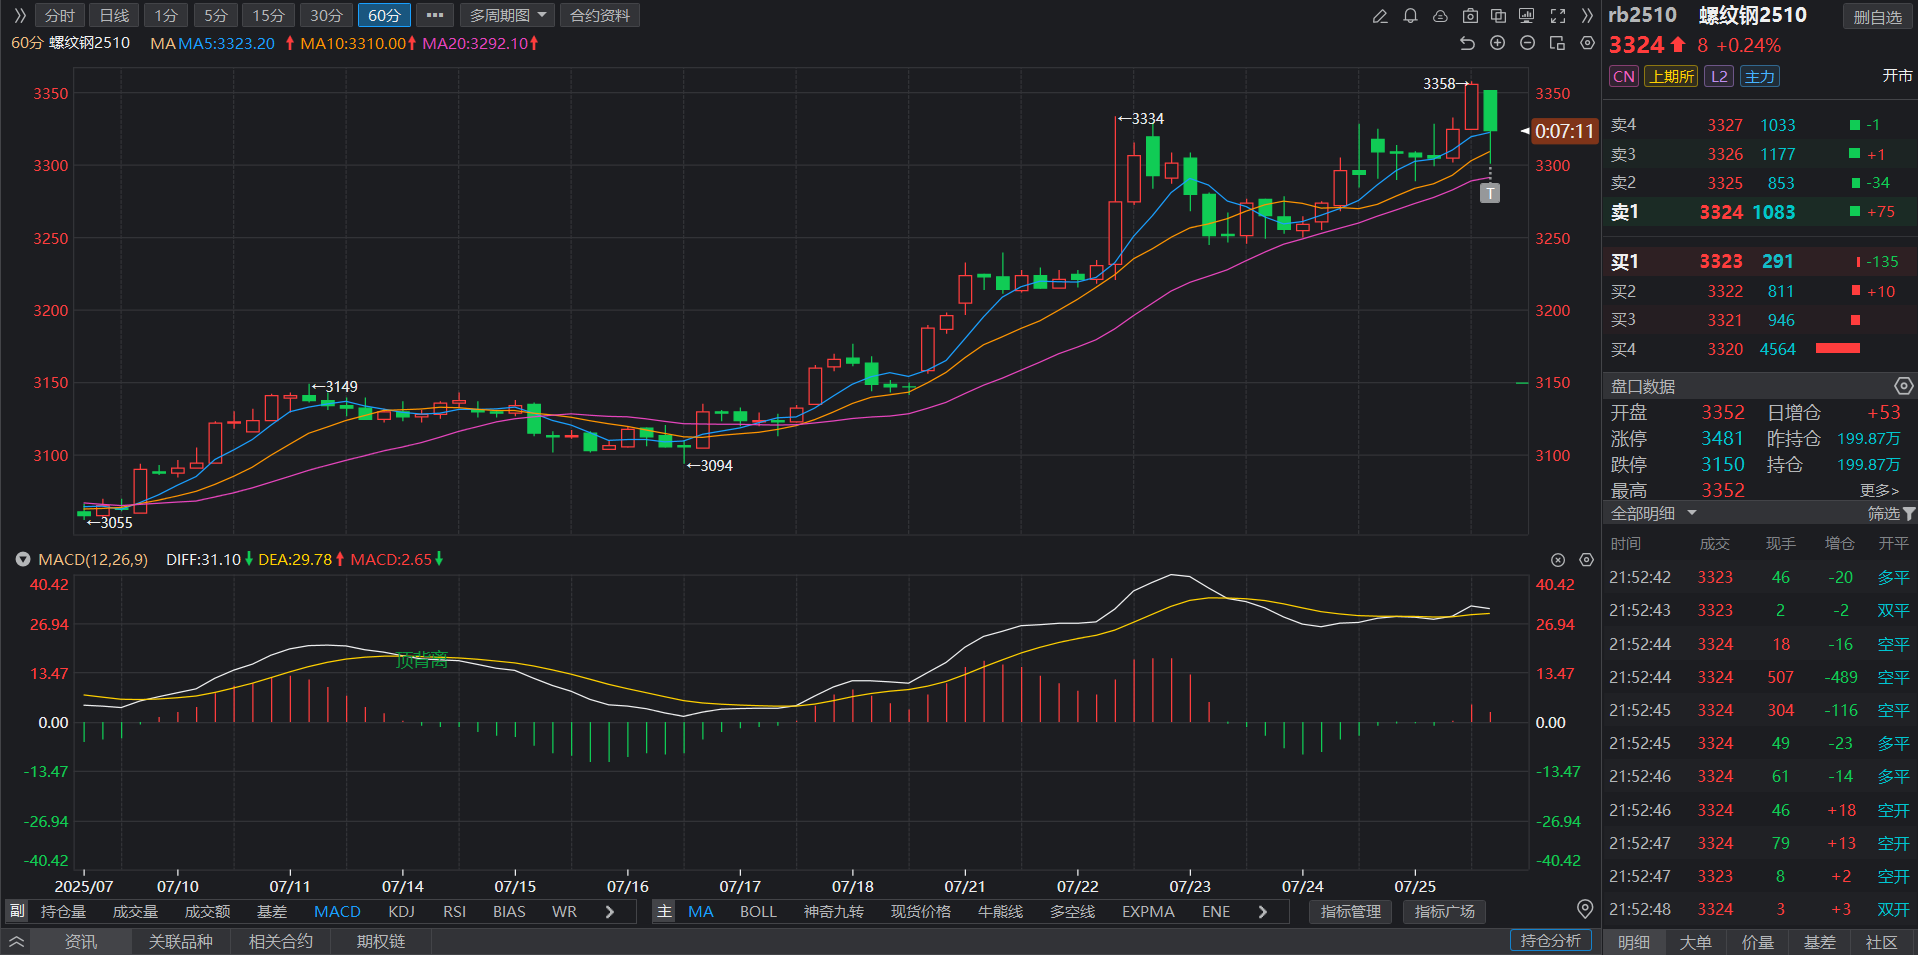 分时 日线 1分 5分 15分 30分 60分 多周期图 合约资料
60分 螺纹钢2510 MA MA5:3323.20 MA10:3310.00 MA20:3292.10
3350 3350
3300 3300
3250 3250
3200 3200
3150 3150
3100 3100
3358→
←3334
0:07:11
T
←3149
←3094
←3055
MACD(12,26,9) DIFF:31.10 DEA:29.78 MACD:2.65
40.42 40.42
26.94 26.94
顶背离
13.47 13.47
0.00 0.00
-13.47 -13.47
-26.94 -26.94
-40.42 -40.42
2025/07 07/10 07/11 07/14 07/15 07/16 07/17 07/18 07/21 07/22 07/23 07/24 07/25
副 持仓量 成交量 成交额 基差 MACD KDJ RSI BIAS WR 主 MA BOLL 神奇九转 现货价格 牛熊线 多空线 EXPMA ENE 指标管理 指标广场
资讯 关联品种 相关合约 期权链 持仓分析
rb2510 螺纹钢2510 删自选
3324 8 +0.24%
CN 上期所 L2 主力 开市
卖4 3327 1033 -1
卖3 3326 1177 +1
卖2 3325 853 -34
卖1 3324 1083 +75
买1 3323 291 -135
买2 3322 811 +10
买3 3321 946
买4 3320 4564
盘口数据
开盘 3352 日增仓 +53
涨停 3481 昨持仓 199.87万
跌停 3150 持仓 199.87万
最高 3352 更多>
全部明细 筛选
时间 成交 现手 增仓 开平
21:52:42 3323 46 -20 多平
21:52:43 3323 2 -2 双平
21:52:44 3324 18 -16 空平
21:52:44 3324 507 -489 空平
21:52:45 3324 304 -116 空平
21:52:45 3324 49 -23 多平
21:52:46 3324 61 -14 多平
21:52:46 3324 46 +18 空开
21:52:47 3324 79 +13 空开
21:52:47 3323 8 +2 空开
21:52:48 3324 3 +3 双开
明细 大单 价量 基差 社区